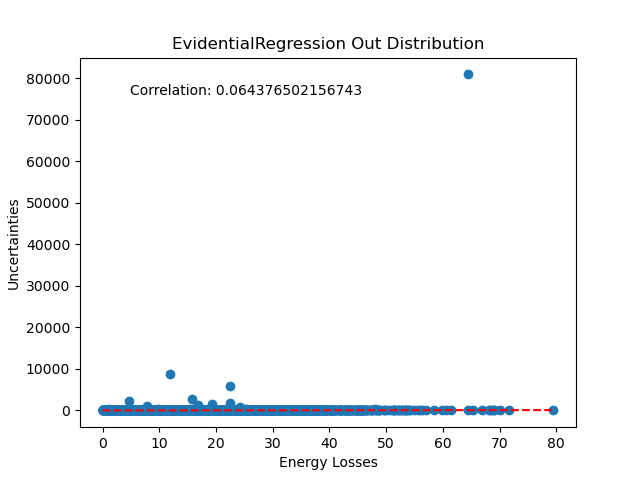 EvidentialRegression Out Distribution
Correlation: 0.064376502156743
Uncertainties
80000
70000
60000
50000
40000
30000
20000
10000
0
0 10 20 30 40 50 60 70 80
Energy Losses